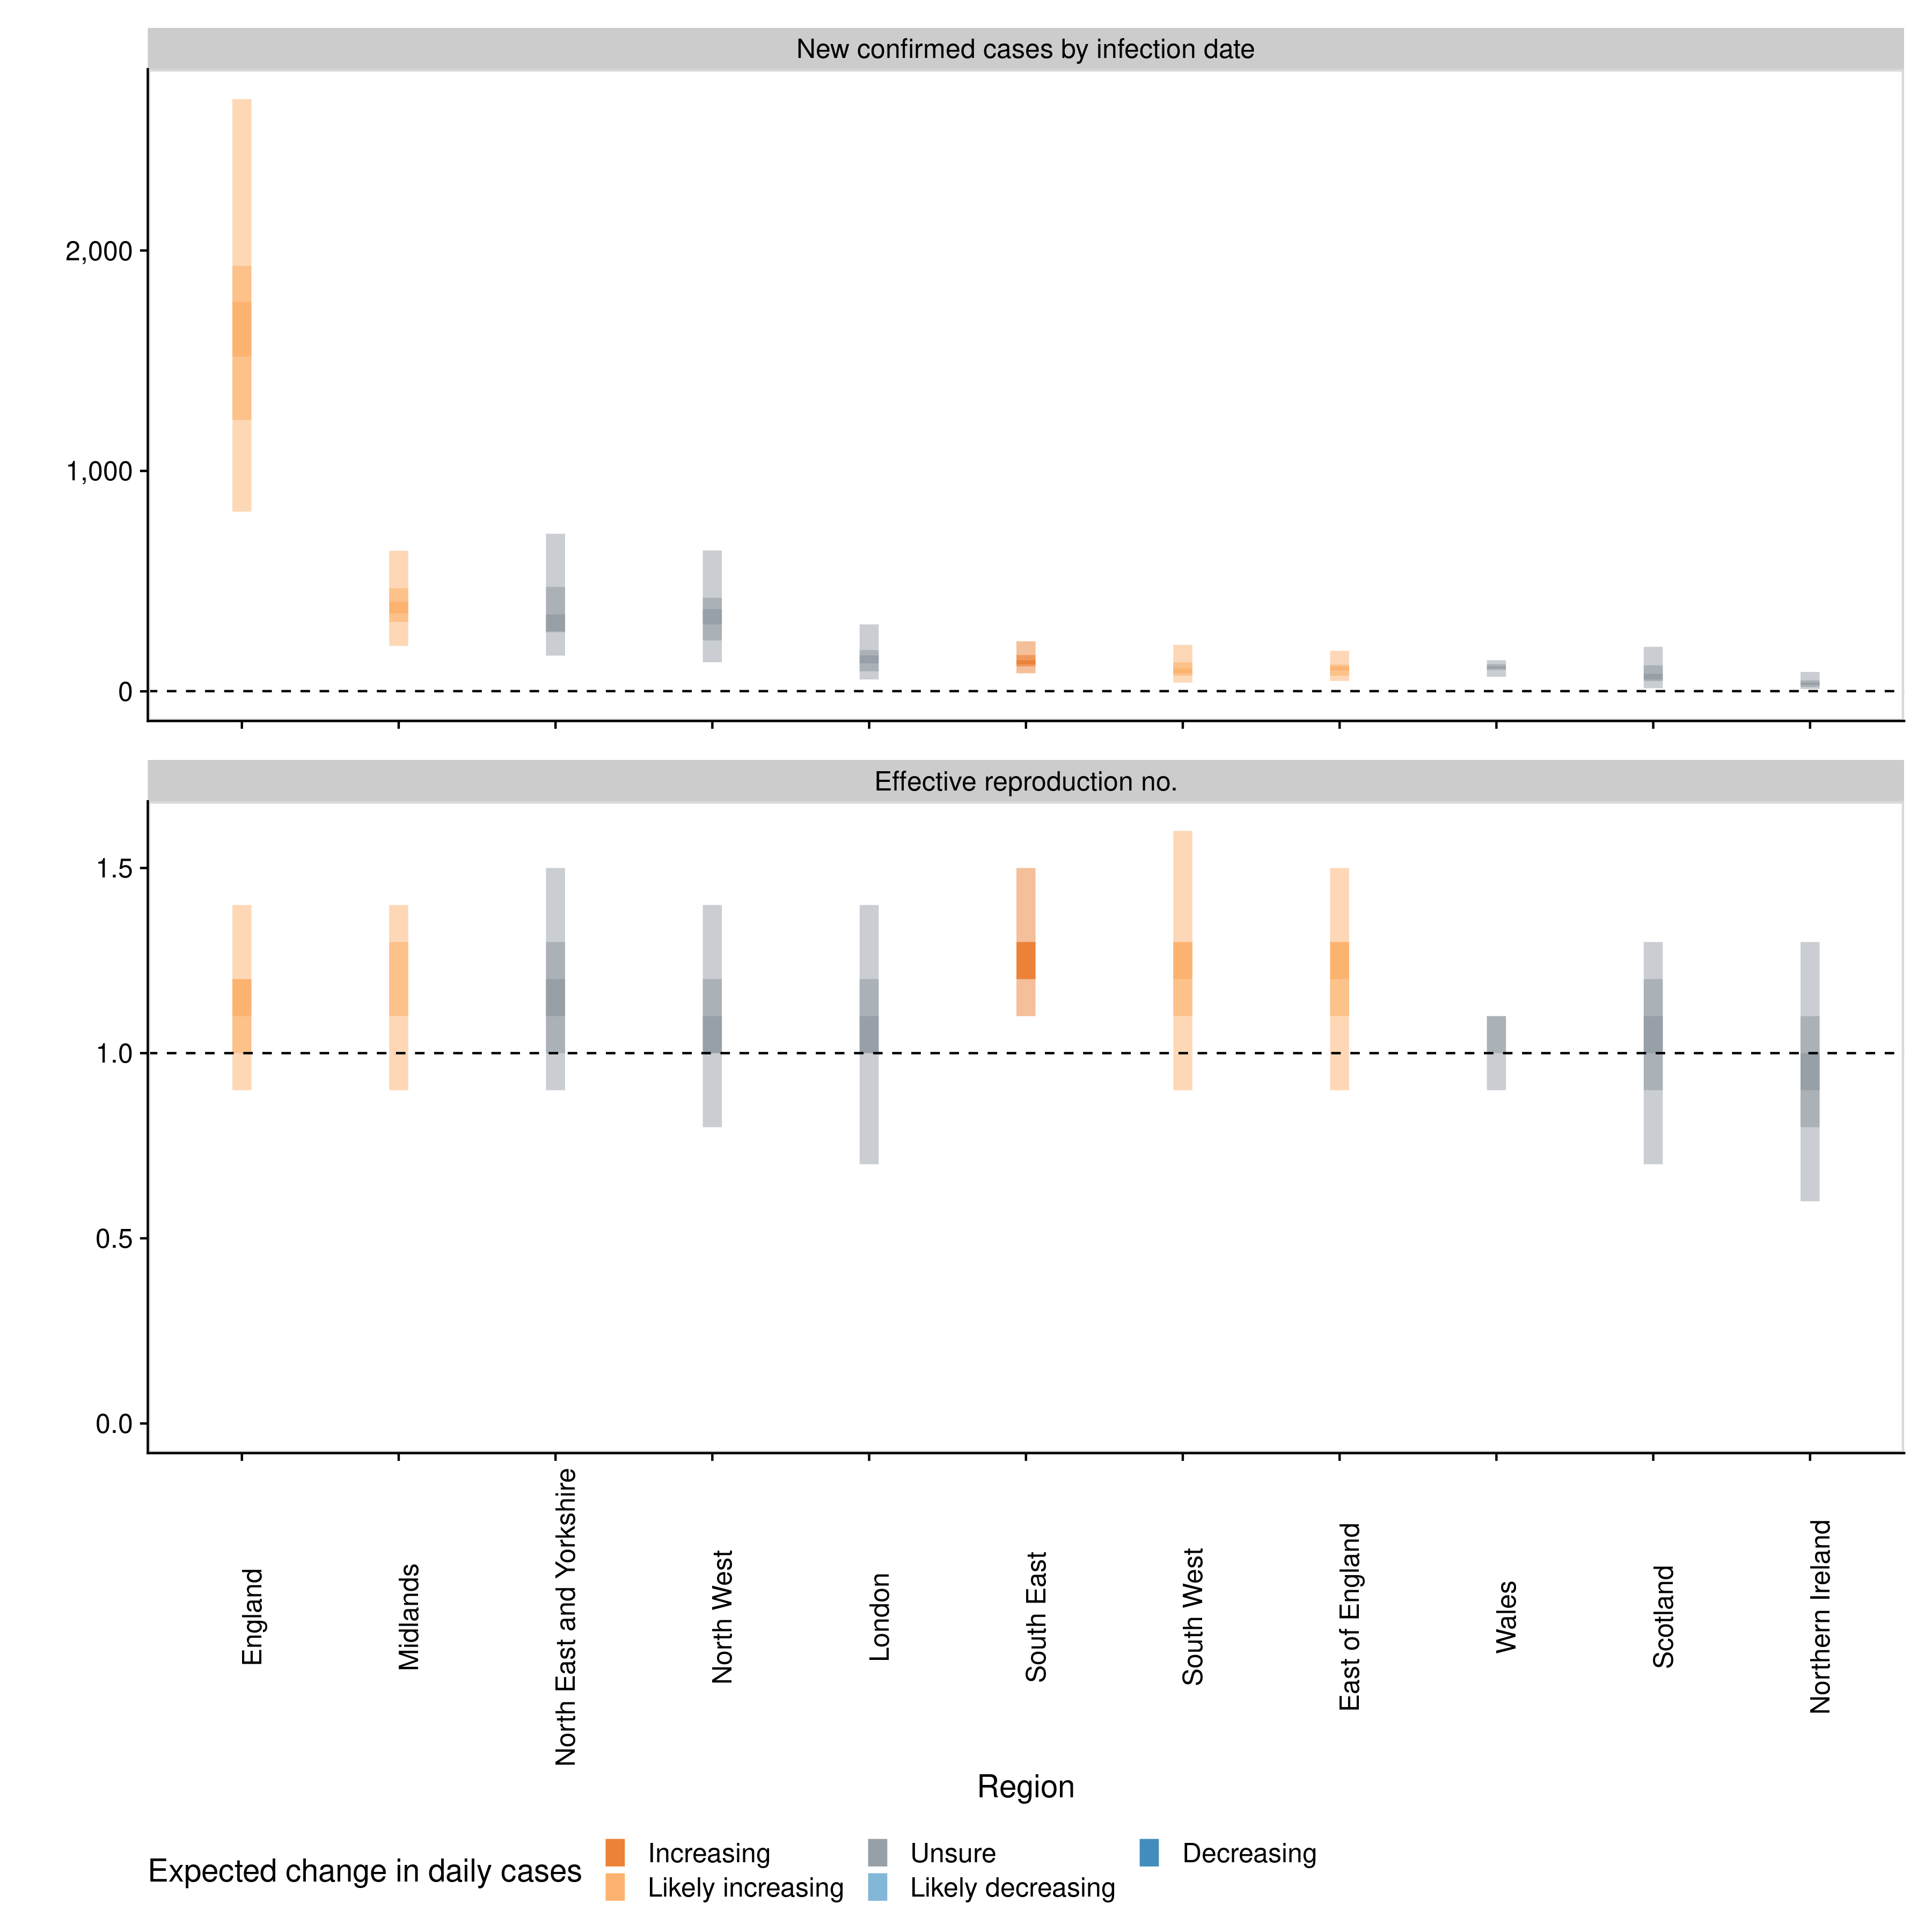 New confirmed cases by infection date
2,000
1,000
0
Effective reproduction no.
1.5
1.0
0.5
0.0
England
Midlands
North East and Yorkshire
North West
London
South East
South West
East of England
Wales
Scotland
Northern Ireland
Region
Expected change in daily cases
Increasing
Likely increasing
Unsure
Likely decreasing
Decreasing